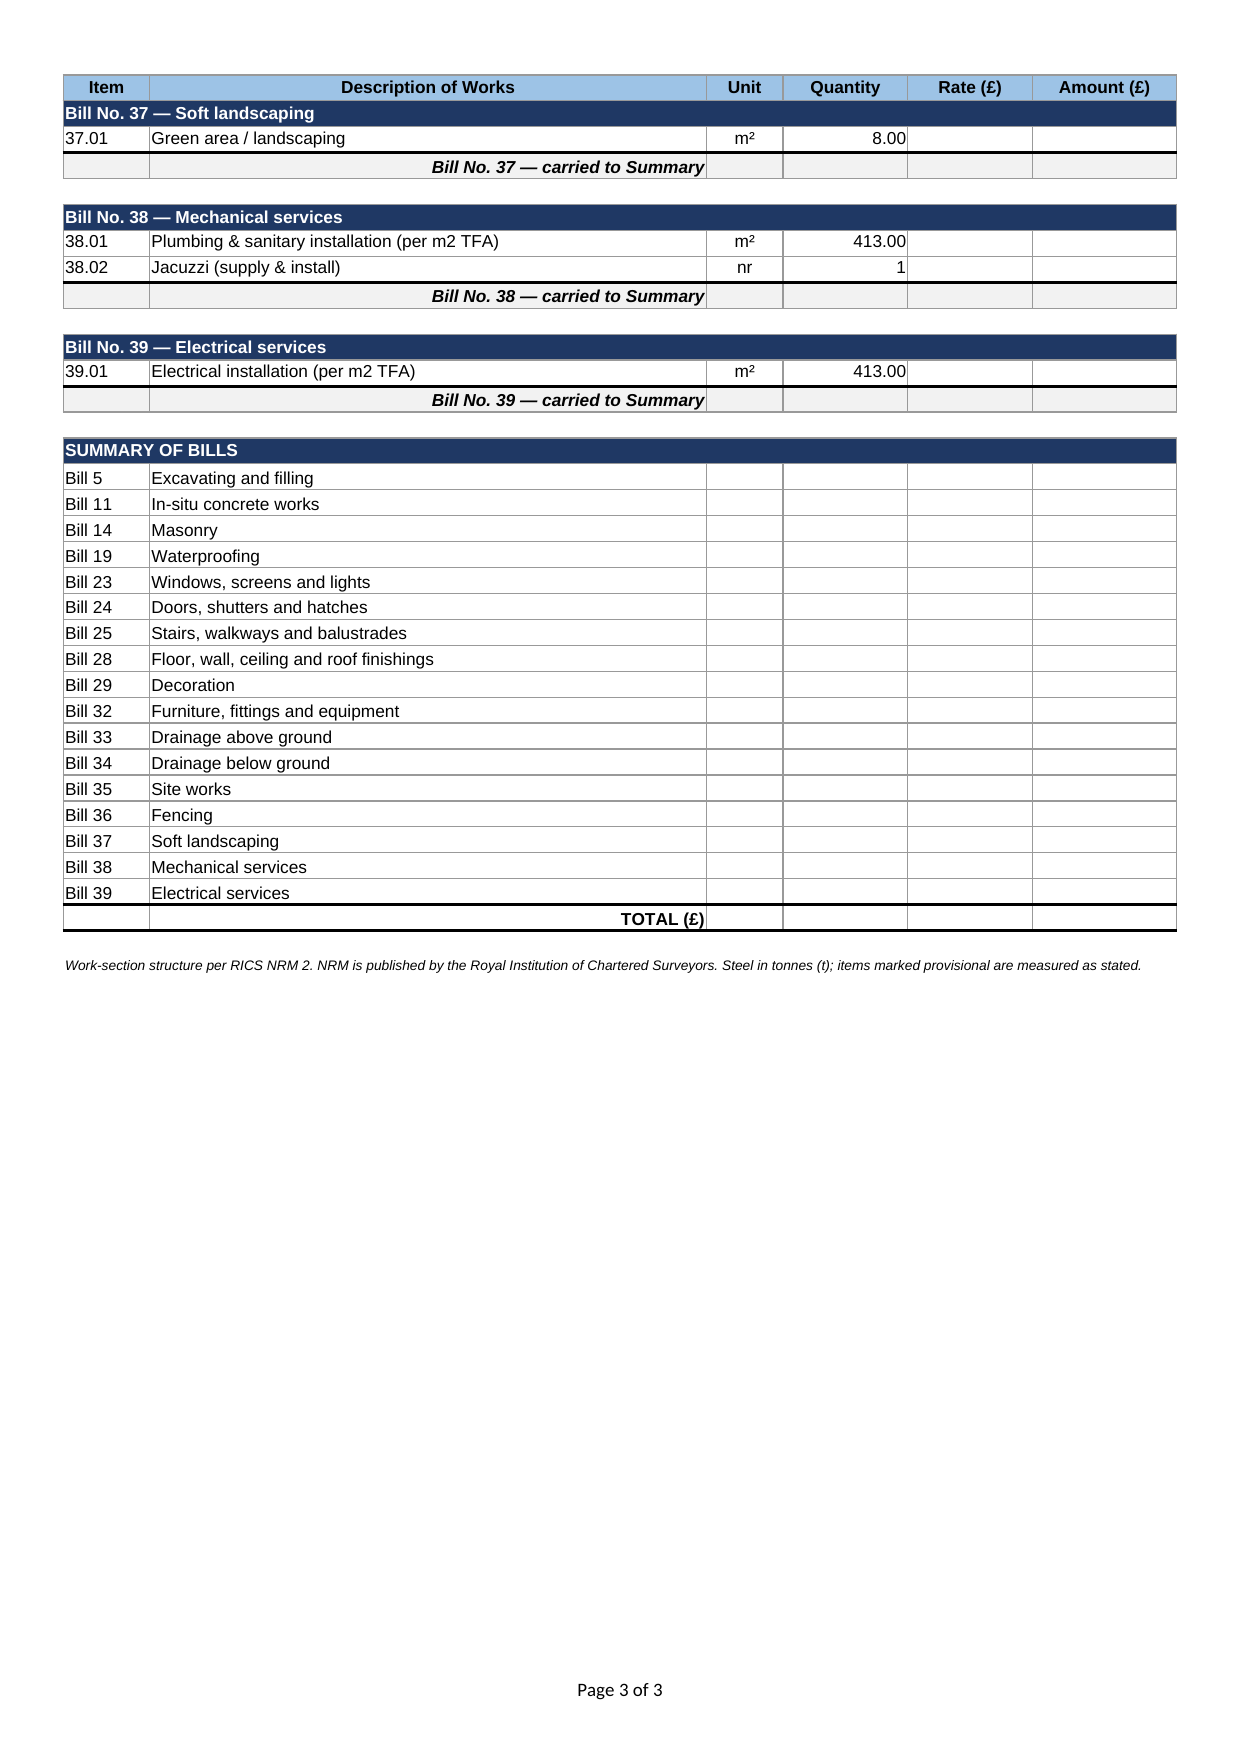 Item Description of Works Unit Quantity Rate (£) Amount (£)
Bill No. 37 — Soft landscaping
37.01 Green area / landscaping m² 8.00
Bill No. 37 — carried to Summary
Bill No. 38 — Mechanical services
38.01 Plumbing & sanitary installation (per m2 TFA) m² 413.00
38.02 Jacuzzi (supply & install) nr 1
Bill No. 38 — carried to Summary
Bill No. 39 — Electrical services
39.01 Electrical installation (per m2 TFA) m² 413.00
Bill No. 39 — carried to Summary
SUMMARY OF BILLS
Bill 5 Excavating and filling
Bill 11 In-situ concrete works
Bill 14 Masonry
Bill 19 Waterproofing
Bill 23 Windows, screens and lights
Bill 24 Doors, shutters and hatches
Bill 25 Stairs, walkways and balustrades
Bill 28 Floor, wall, ceiling and roof finishings
Bill 29 Decoration
Bill 32 Furniture, fittings and equipment
Bill 33 Drainage above ground
Bill 34 Drainage below ground
Bill 35 Site works
Bill 36 Fencing
Bill 37 Soft landscaping
Bill 38 Mechanical services
Bill 39 Electrical services
TOTAL (£)
Work-section structure per RICS NRM 2. NRM is published by the Royal Institution of Chartered Surveyors. Steel in tonnes (t); items marked provisional are measured as stated.
Page 3 of 3